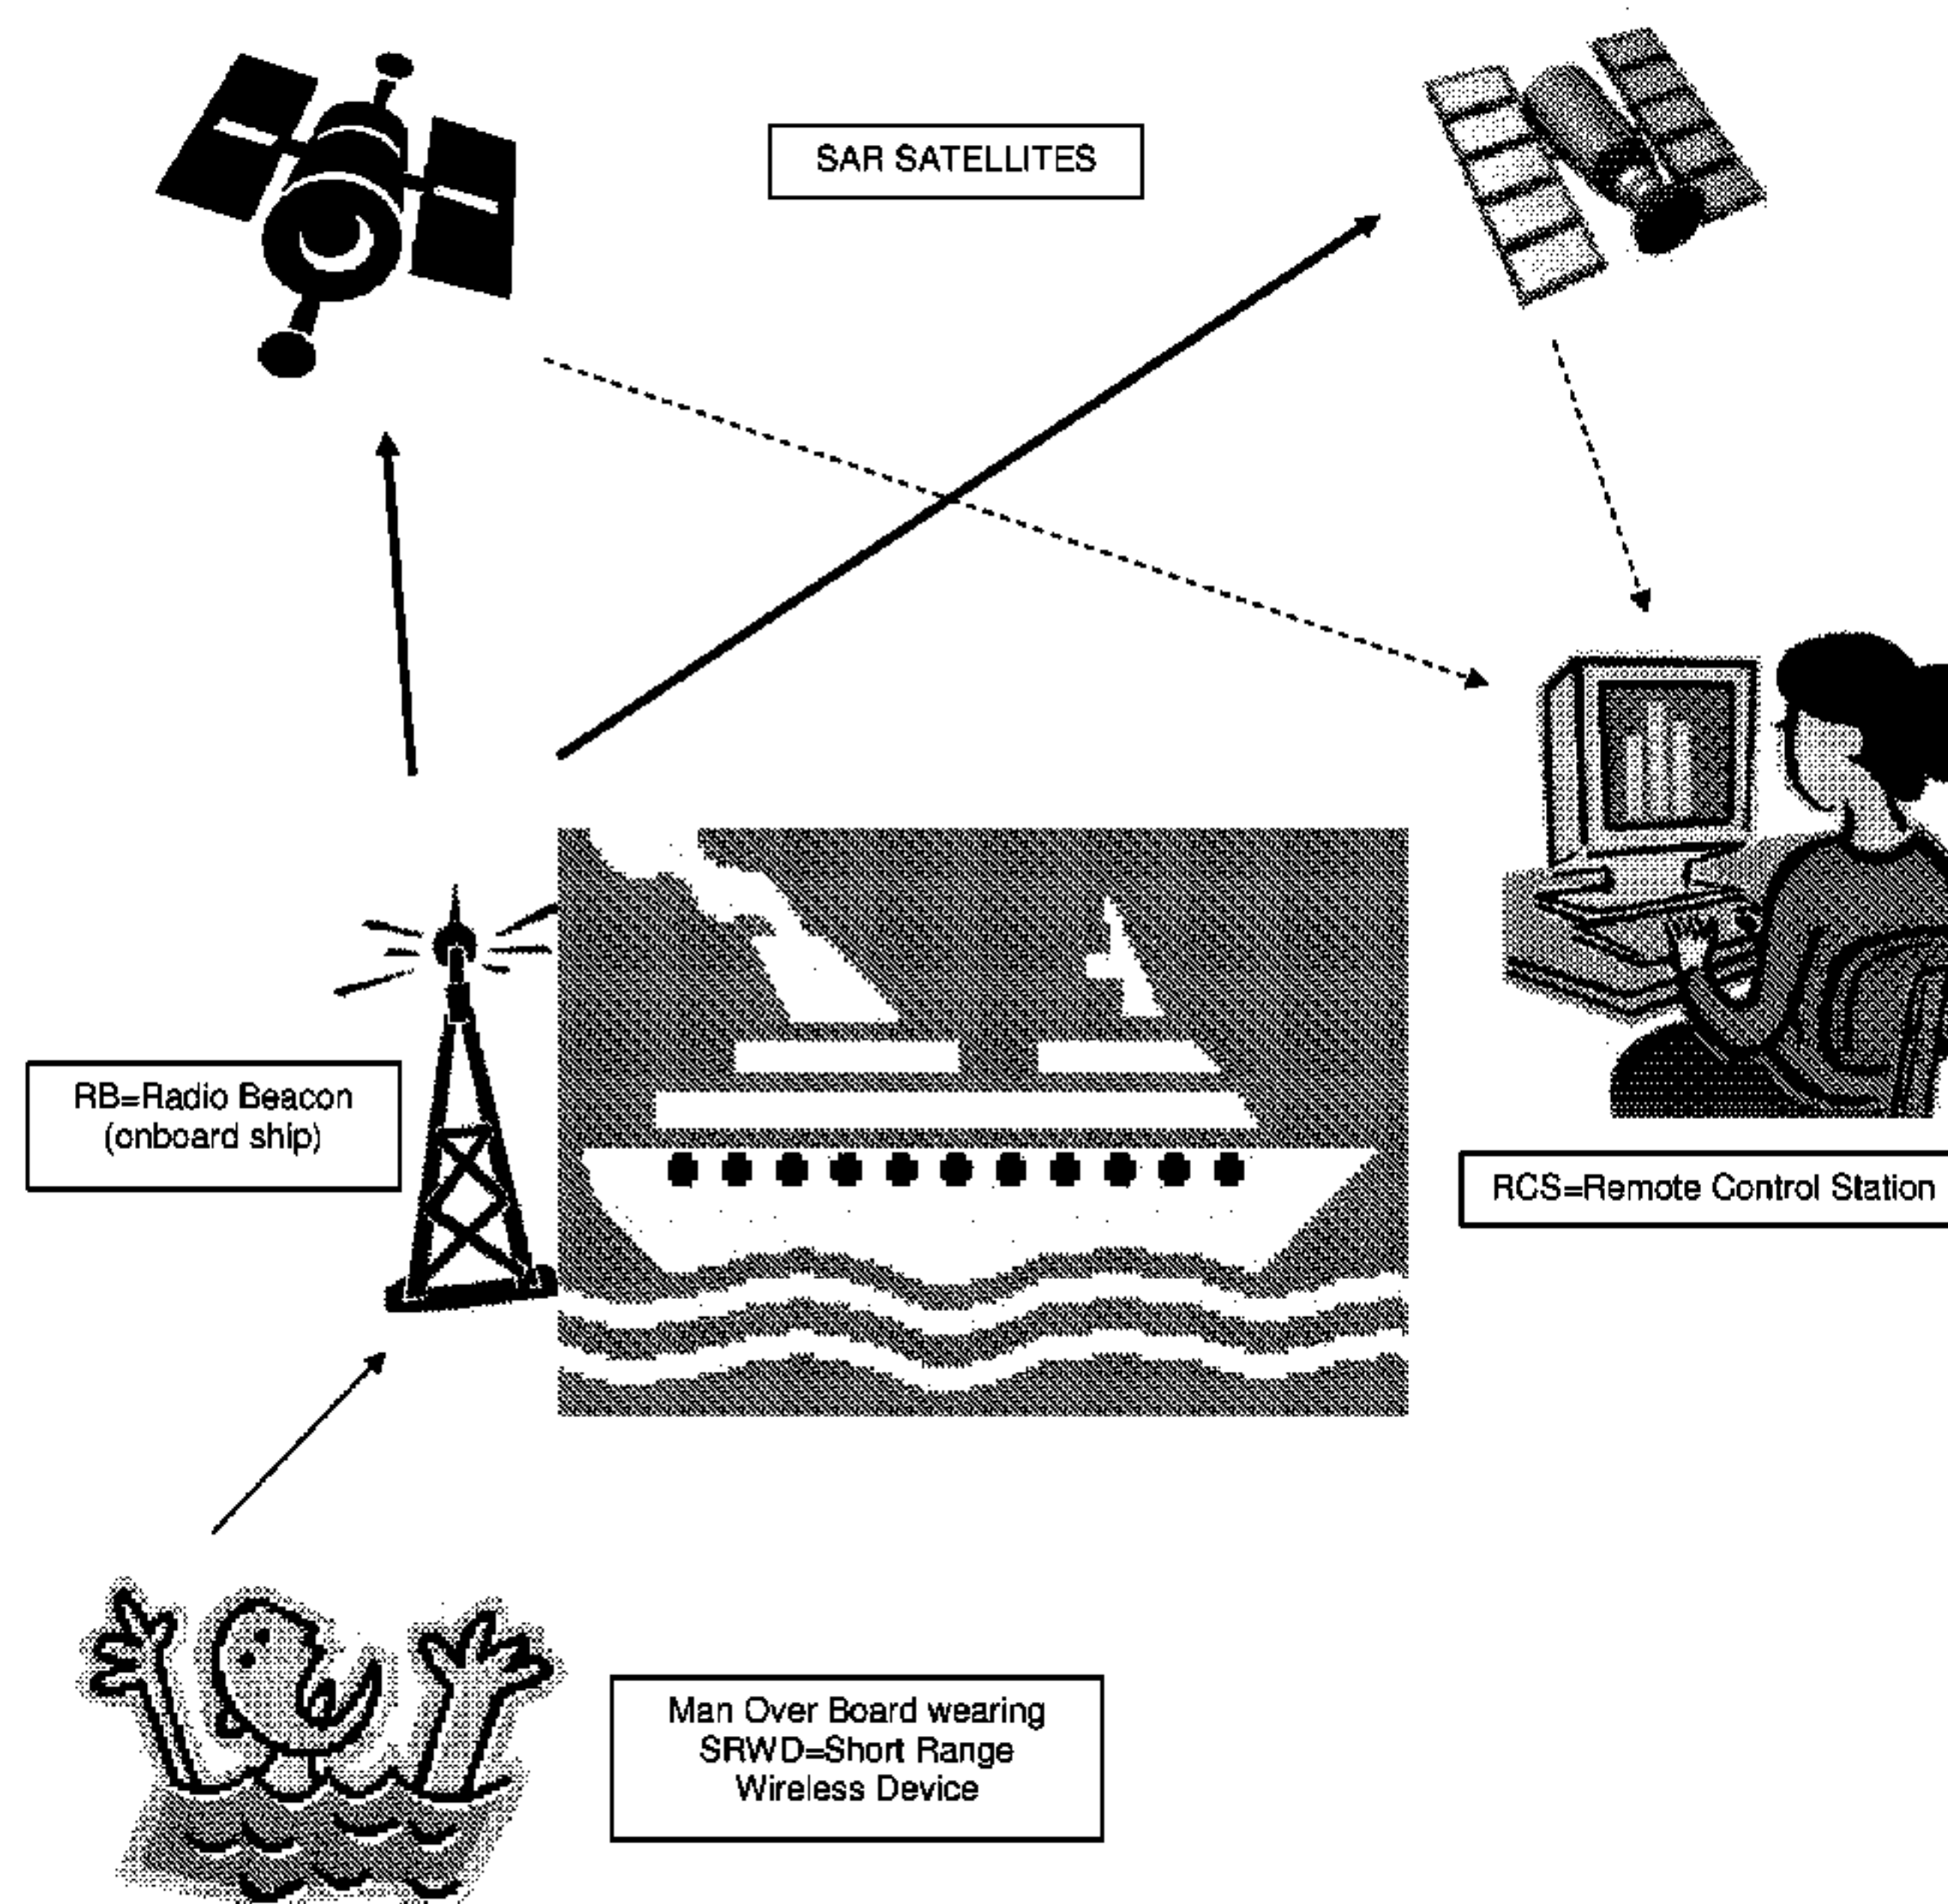 SAR SATELLITES
RB=Radio Beacon
(onboard ship)
RCS=Remote Control Station
Man Over Board wearing
SRWD=Short Range
Wireless Device